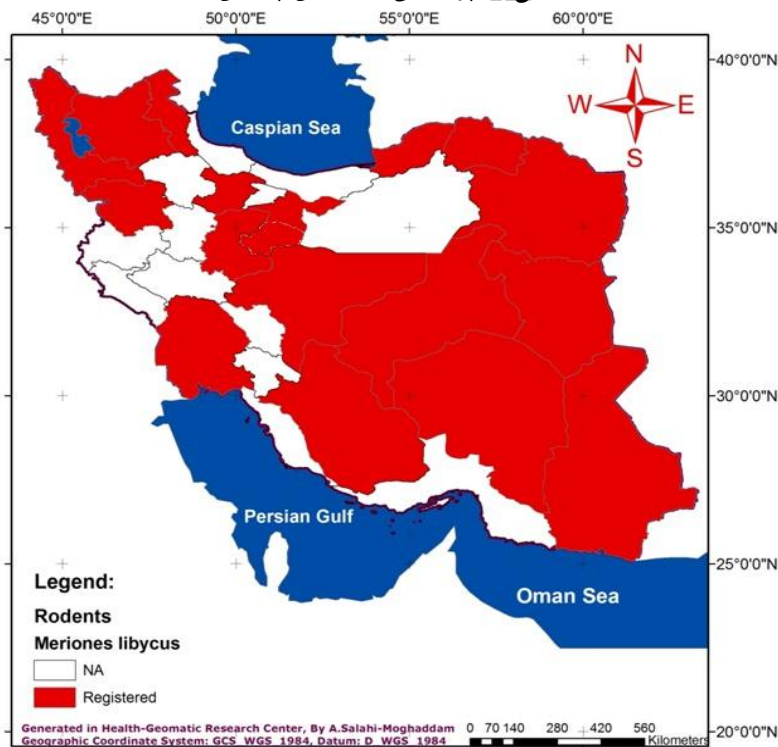 45°0'0"E 50°0'0"E 55°0'0"E 60°0'0"E
40°0'0"N
N
W E
S
Caspian Sea
35°0'0"N
30°0'0"N
Persian Gulf
25°0'0"N
Oman Sea
Legend:
Rodents
Meriones libycus
NA
Registered
20°0'0"N
Generated in Health-Geomatic Research Center, By A.Salahi-Moghaddam
Geographic Coordinate System: GCS_WGS_1984, Datum: D_WGS_1984
0 70 140 280 420 560
Kilometers